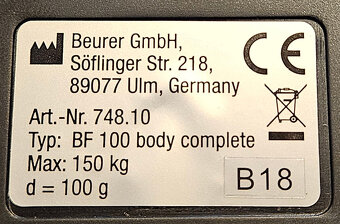 Beurer GmbH,
Söflinger Str. 218,
89077 Ulm, Germany
CE
Art.-Nr. 748.10
Typ: BF 100 body complete
Max: 150 kg
d = 100 g
B18